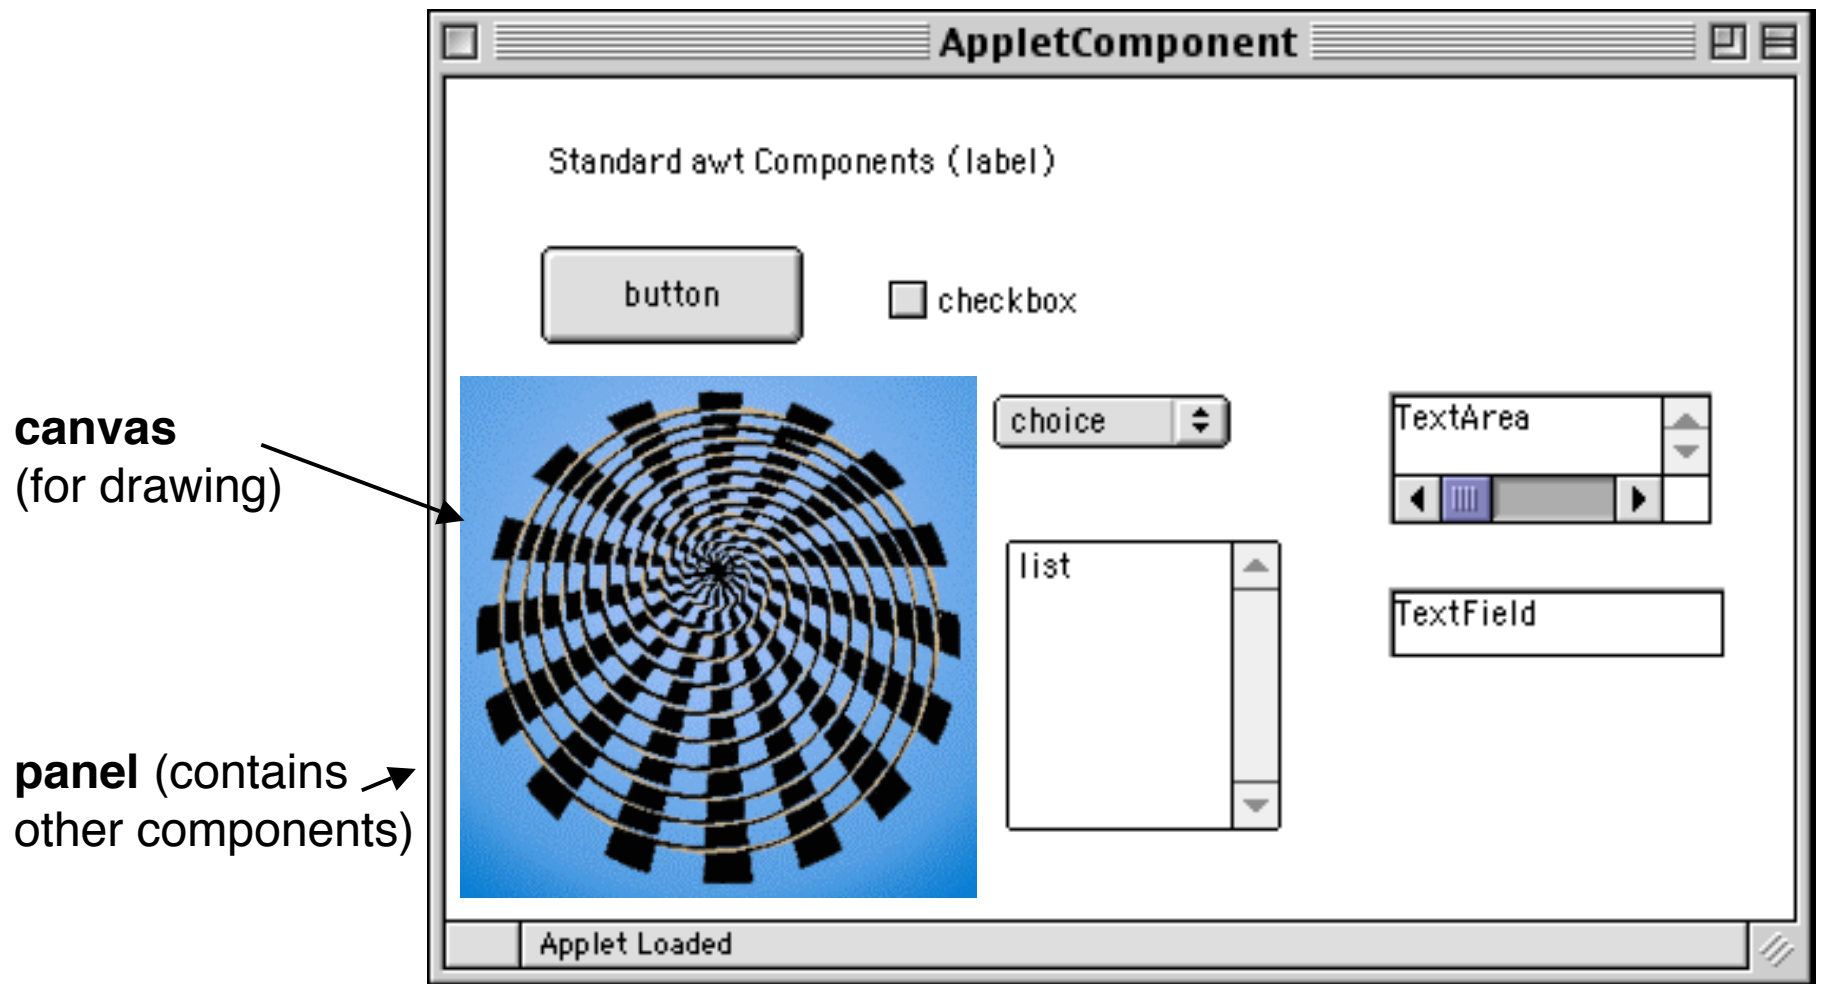 AppletComponent
Standard awt Components (label)
button
checkbox
canvas
(for drawing)
choice
TextArea
list
TextField
panel (contains
other components)
Applet Loaded